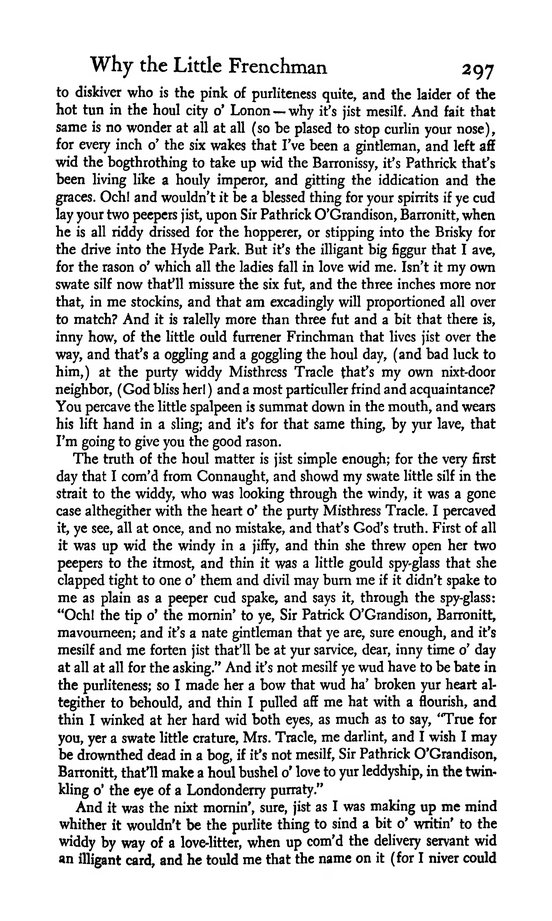 Why the Little Frenchman 297
to diskiver who is the pink of purliteness quite, and the laider of the
hot tun in the houl city o' Lonon—why it's jist mesilf. And fait that
same is no wonder at all at all (so be plased to stop curlin your nose),
for every inch o' the six wakes that I've been a gintleman, and left aff
wid the bogthrothing to take up wid the Barronissy, it's Pathrick that's
been living like a houly imperor, and gitting the iddication and the
graces. Och! and wouldn't it be a blessed thing for your spirrits if ye cud
lay your two peepers jist, upon Sir Pathrick O'Grandison, Barronitt, when
he is all riddy drissed for the hopperer, or stipping into the Brisky for
the drive into the Hyde Park. But it's the illigant big figgur that I ave,
for the rason o' which all the ladies fall in love wid me. Isn't it my own
swate silf now that'll missure the six fut, and the three inches more nor
that, in me stockins, and that am excadingly will proportioned all over
to match? And it is ralelly more than three fut and a bit that there is,
inny how, of the little ould furrener Frinchman that lives jist over the
way, and that's a oggling and a goggling the houl day, (and bad luck to
him,) at the purty widdy Misthress Tracle that's my own nixt-door
neighbor, (God bliss her!) and a most particuller frind and acquaintance?
You percave the little spalpeen is summat down in the mouth, and wears
his lift hand in a sling; and it's for that same thing, by yur lave, that
I'm going to give you the good rason.
The truth of the houl matter is jist simple enough; for the very first
day that I com'd from Connaught, and showd my swate little silf in the
strait to the widdy, who was looking through the windy, it was a gone
case althegither with the heart o' the purty Misthress Tracle. I percaved
it, ye see, all at once, and no mistake, and that's God's truth. First of all
it was up wid the windy in a jiffy, and thin she threw open her two
peepers to the itmost, and thin it was a little gould spy-glass that she
clapped tight to one o' them and divil may burn me if it didn't spake to
me as plain as a peeper cud spake, and says it, through the spy-glass:
"Och! the tip o' the mornin' to ye, Sir Patrick O'Grandison, Barronitt,
mavourneen; and it's a nate gintleman that ye are, sure enough, and it's
mesilf and me forten jist that'll be at yur sarvice, dear, inny time o' day
at all at all for the asking." And it's not mesilf ye wud have to be bate in
the purliteness; so I made her a bow that wud ha' broken yur heart al-
tegither to behould, and thin I pulled aff me hat with a flourish, and
thin I winked at her hard wid both eyes, as much as to say, "True for
you, yer a swate little crature, Mrs. Tracle, me darlint, and I wish I may
be drownthed dead in a bog, if it's not mesilf, Sir Pathrick O'Grandison,
Barronitt, that'll make a houl bushel o' love to yur leddyship, in the twin-
kling o' the eye of a Londonderry purraty."
And it was the nixt mornin', sure, jist as I was making up me mind
whither it wouldn't be the purlite thing to sind a bit o' writin' to the
widdy by way of a love-litter, when up com'd the delivery servant wid
an illigant card, and he tould me that the name on it (for I niver could